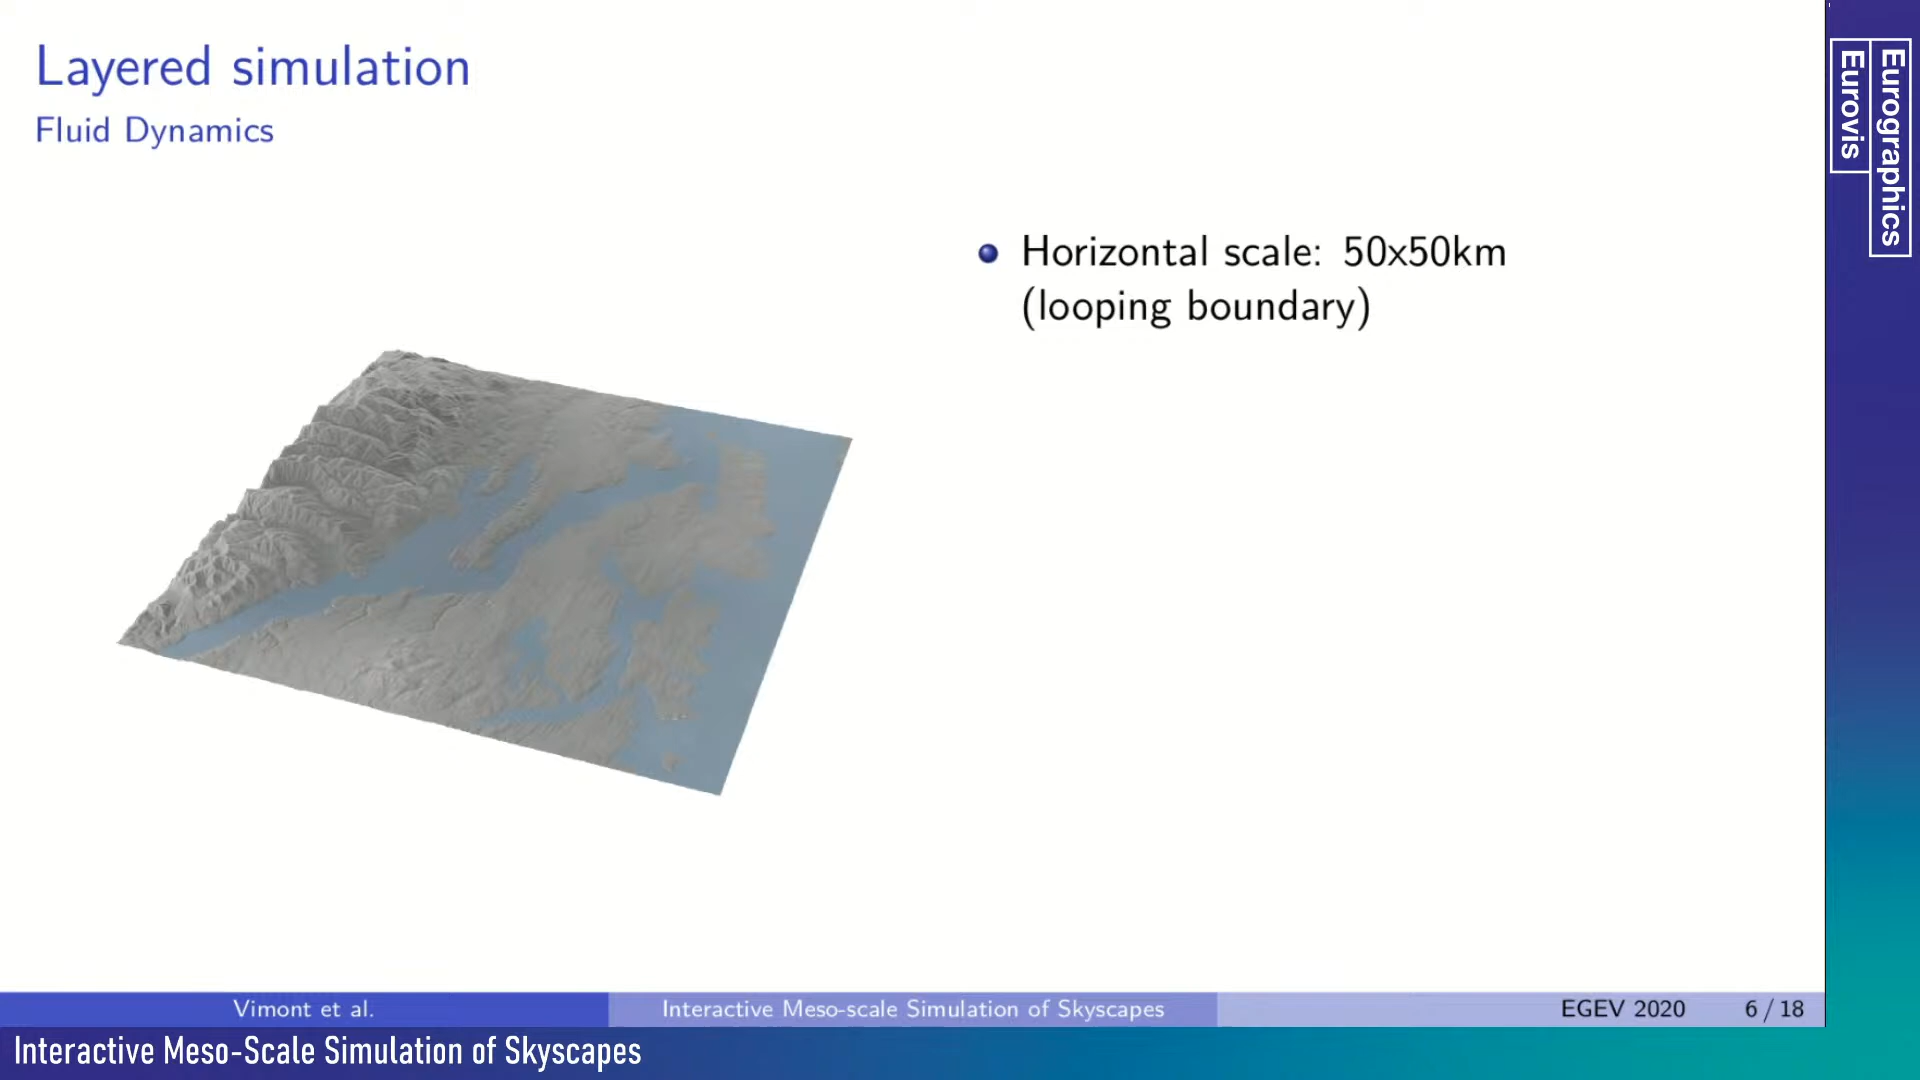 Layered simulation
Fluid Dynamics
Horizontal scale: 50x50km
(looping boundary)
Vimont et al.
Interactive Meso-scale Simulation of Skyscapes
EGEV 2020
6 / 18
Interactive Meso-Scale Simulation of Skyscapes
Eurographics
Eurovis